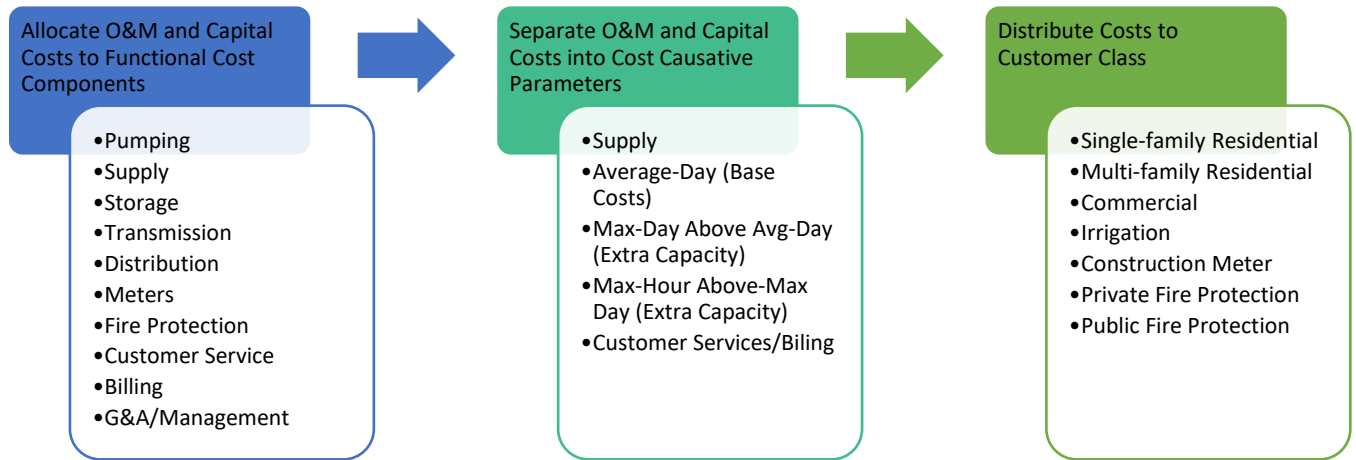 Allocate O&M and Capital
Costs to Functional Cost
Components
•Pumping
•Supply
•Storage
•Transmission
•Distribution
•Meters
•Fire Protection
•Customer Service
•Billing
•G&A/Management
Separate O&M and Capital
Costs into Cost Causative
Parameters
•Supply
•Average-Day (Base
Costs)
•Max-Day Above Avg-Day
(Extra Capacity)
•Max-Hour Above-Max
Day (Extra Capacity)
•Customer Services/Biling
Distribute Costs to
Customer Class
•Single-family Residential
•Multi-family Residential
•Commercial
•Irrigation
•Construction Meter
•Private Fire Protection
•Public Fire Protection